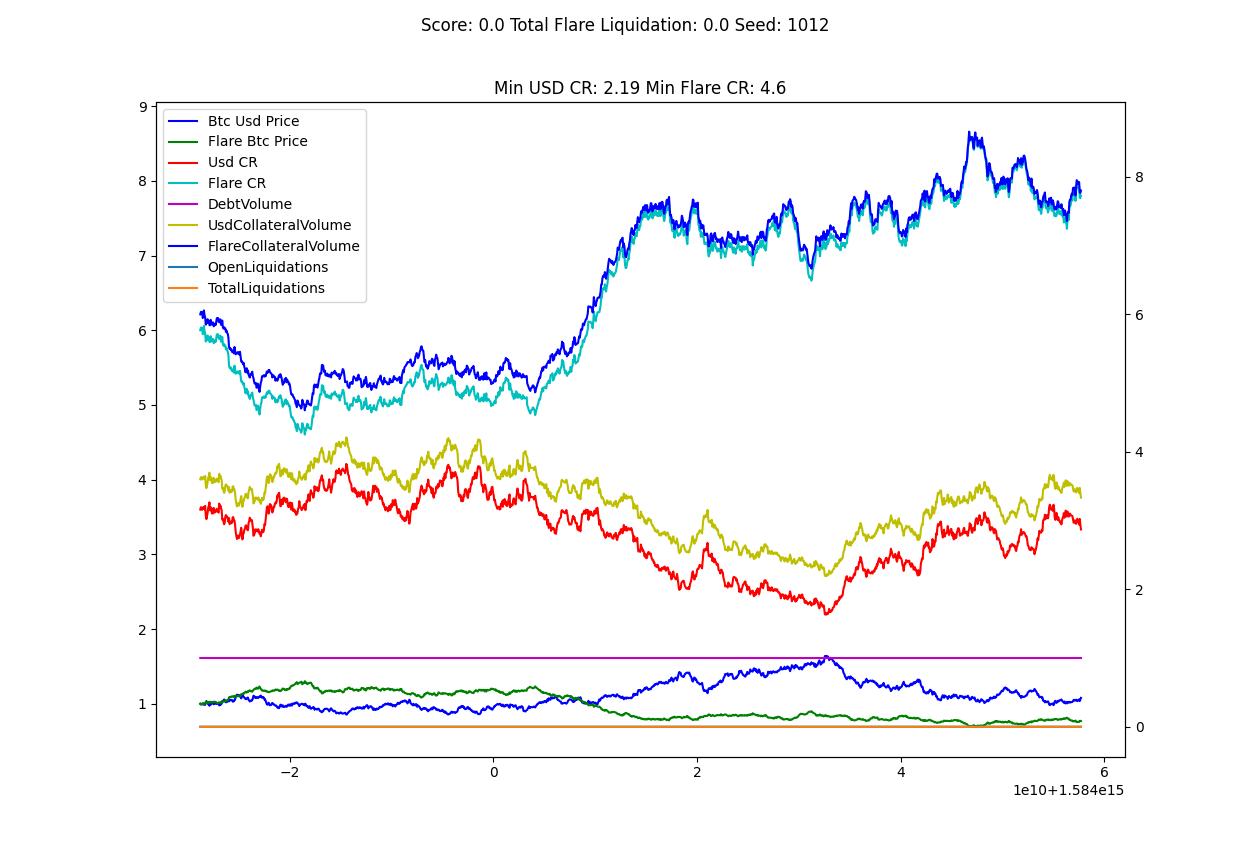 Score: 0.0 Total Flare Liquidation: 0.0 Seed: 1012
Min USD CR: 2.19 Min Flare CR: 4.6
Btc Usd Price
Flare Btc Price
Usd CR
Flare CR
DebtVolume
UsdCollateralVolume
FlareCollateralVolume
OpenLiquidations
TotalLiquidations
9
8
7
6
5
4
3
2
1
8
6
4
2
0
−2
0
2
4
6
1e10+1.584e15